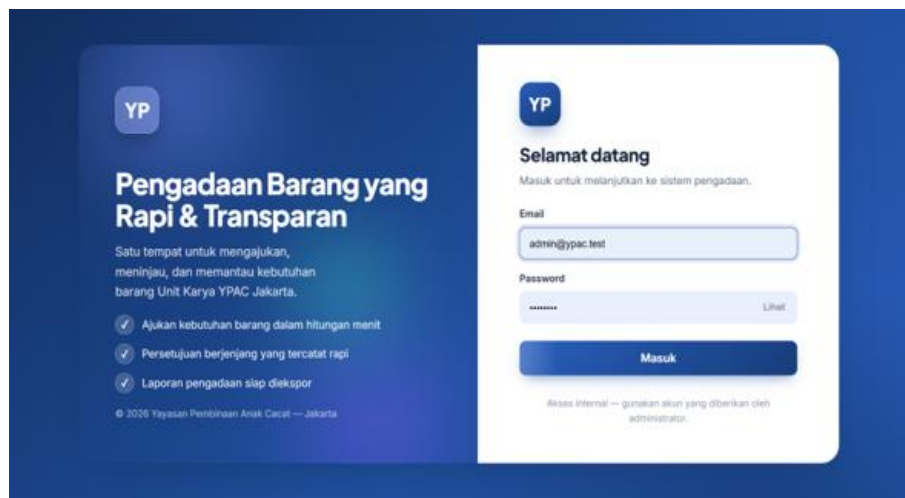 YP
Pengadaan Barang yang
Rapi & Transparan
Satu tempat untuk mengajukan,
meninjau, dan memantau kebutuhan
barang Unit Karya YPAC Jakarta.
✓ Ajukan kebutuhan barang dalam hitungan menit
✓ Persetujuan berjenjang yang tercatat rapi
✓ Laporan pengadaan siap diekspor
© 2026 Yayasan Pembinaan Anak Cacat — Jakarta
YP
Selamat datang
Masuk untuk melanjutkan ke sistem pengadaan.
Email
admin@ypac.test
Password
••••••••
Lihat
Masuk
Akses internal — gunakan akun yang diberikan oleh
administrator.